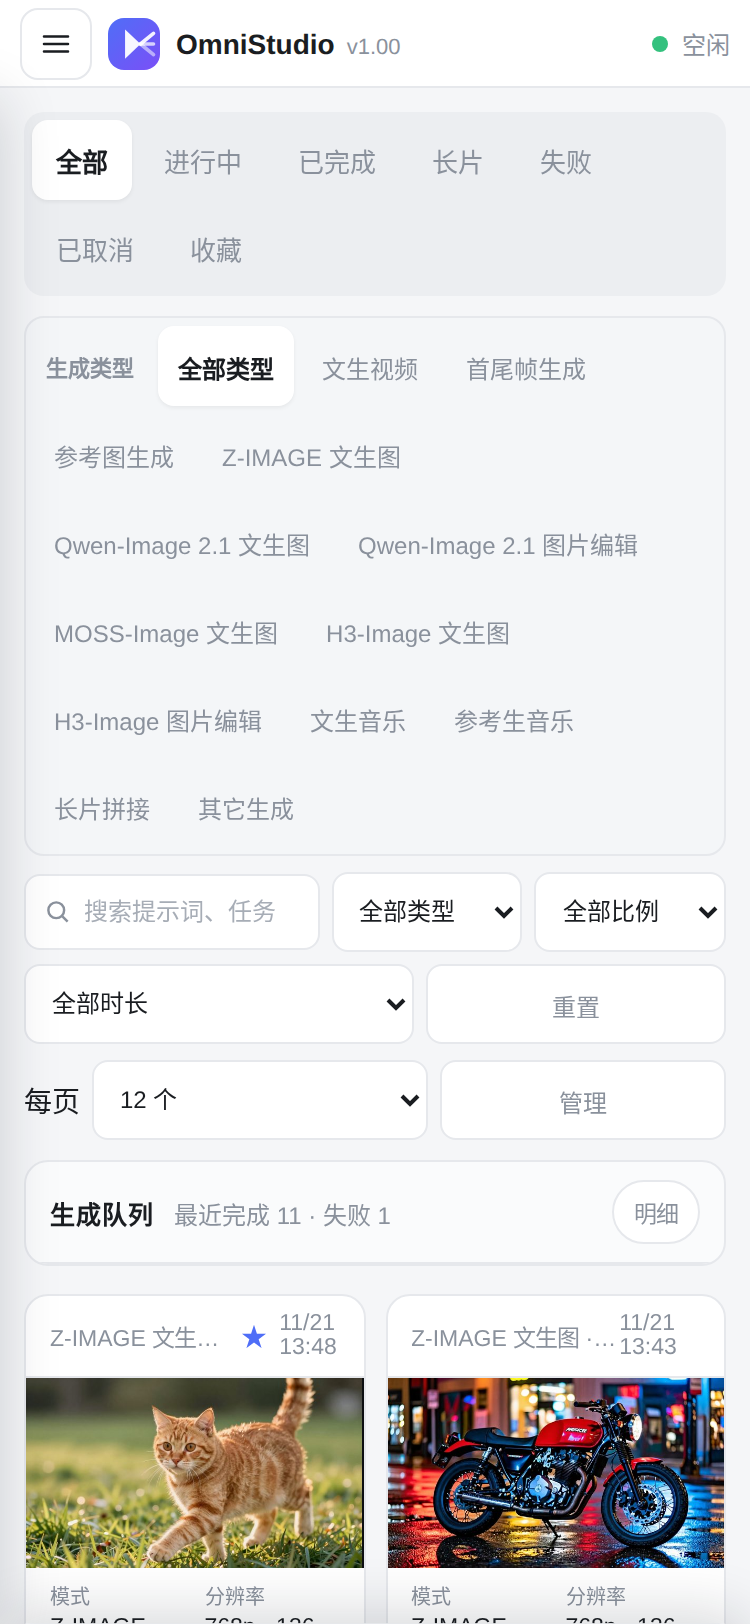 OmniStudio v1.00 空闲
全部 进行中 已完成 长片 失败
已取消 收藏
生成类型 全部类型 文生视频 首尾帧生成
参考图生成 Z-IMAGE 文生图
Qwen-Image 2.1 文生图 Qwen-Image 2.1 图片编辑
MOSS-Image 文生图 H3-Image 文生图
H3-Image 图片编辑 文生音乐 参考生音乐
长片拼接 其它生成
搜索提示词、任务 全部类型 全部比例
全部时长 重置
每页 12 个 管理
生成队列 最近完成 11 · 失败 1 明细
Z-IMAGE 文生… ★ 11/21 13:48
Z-IMAGE 文生图 ·… 11/21 13:43
模式 分辨率
模式 分辨率